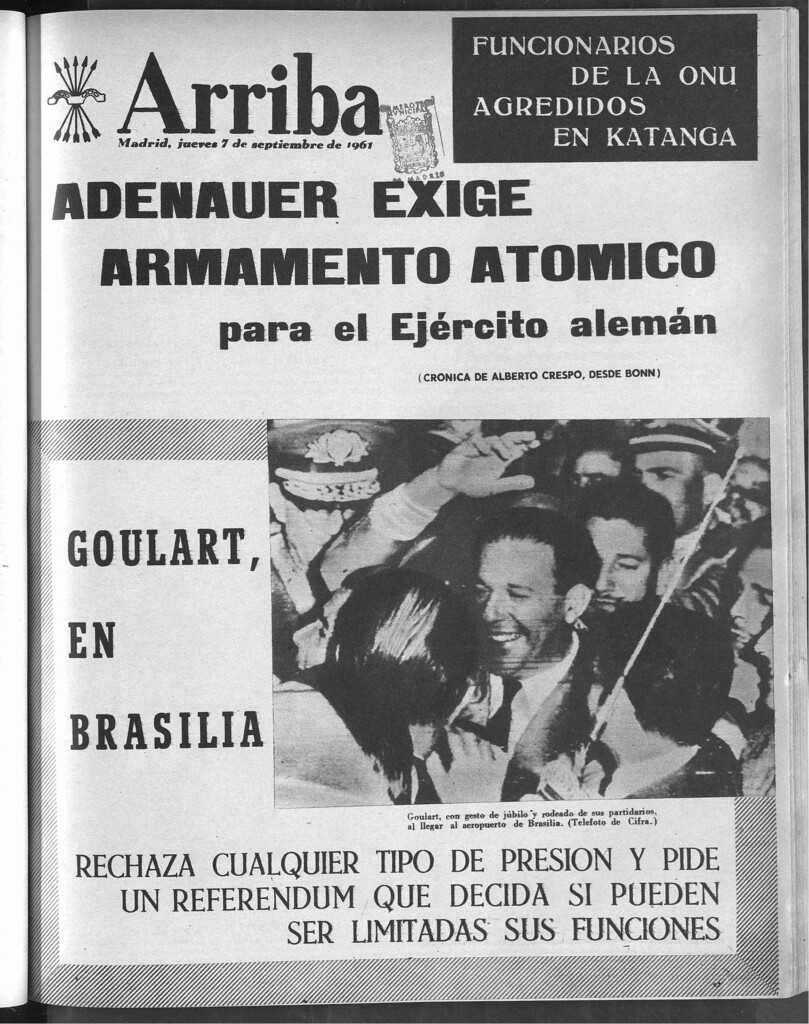 Arriba
Madrid, jueves 7 de septiembre de 1961
FUNCIONARIOS
DE LA ONU
AGREDIDOS
EN KATANGA
ADENAUER EXIGE
ARMAMENTO ATOMICO
para el Ejército alemán
(CRONICA DE ALBERTO CRESPO, DESDE BONN)
GOULART,
EN
BRASILIA
Goulart, con gesto de júbilo y rodeado de sus partidarios,
al llegar al aeropuerto de Brasilia. (Telefoto de Cifra.)
RECHAZA CUALQUIER TIPO DE PRESION Y PIDE
UN REFERENDUM QUE DECIDA SI PUEDEN
SER LIMITADAS SUS FUNCIONES